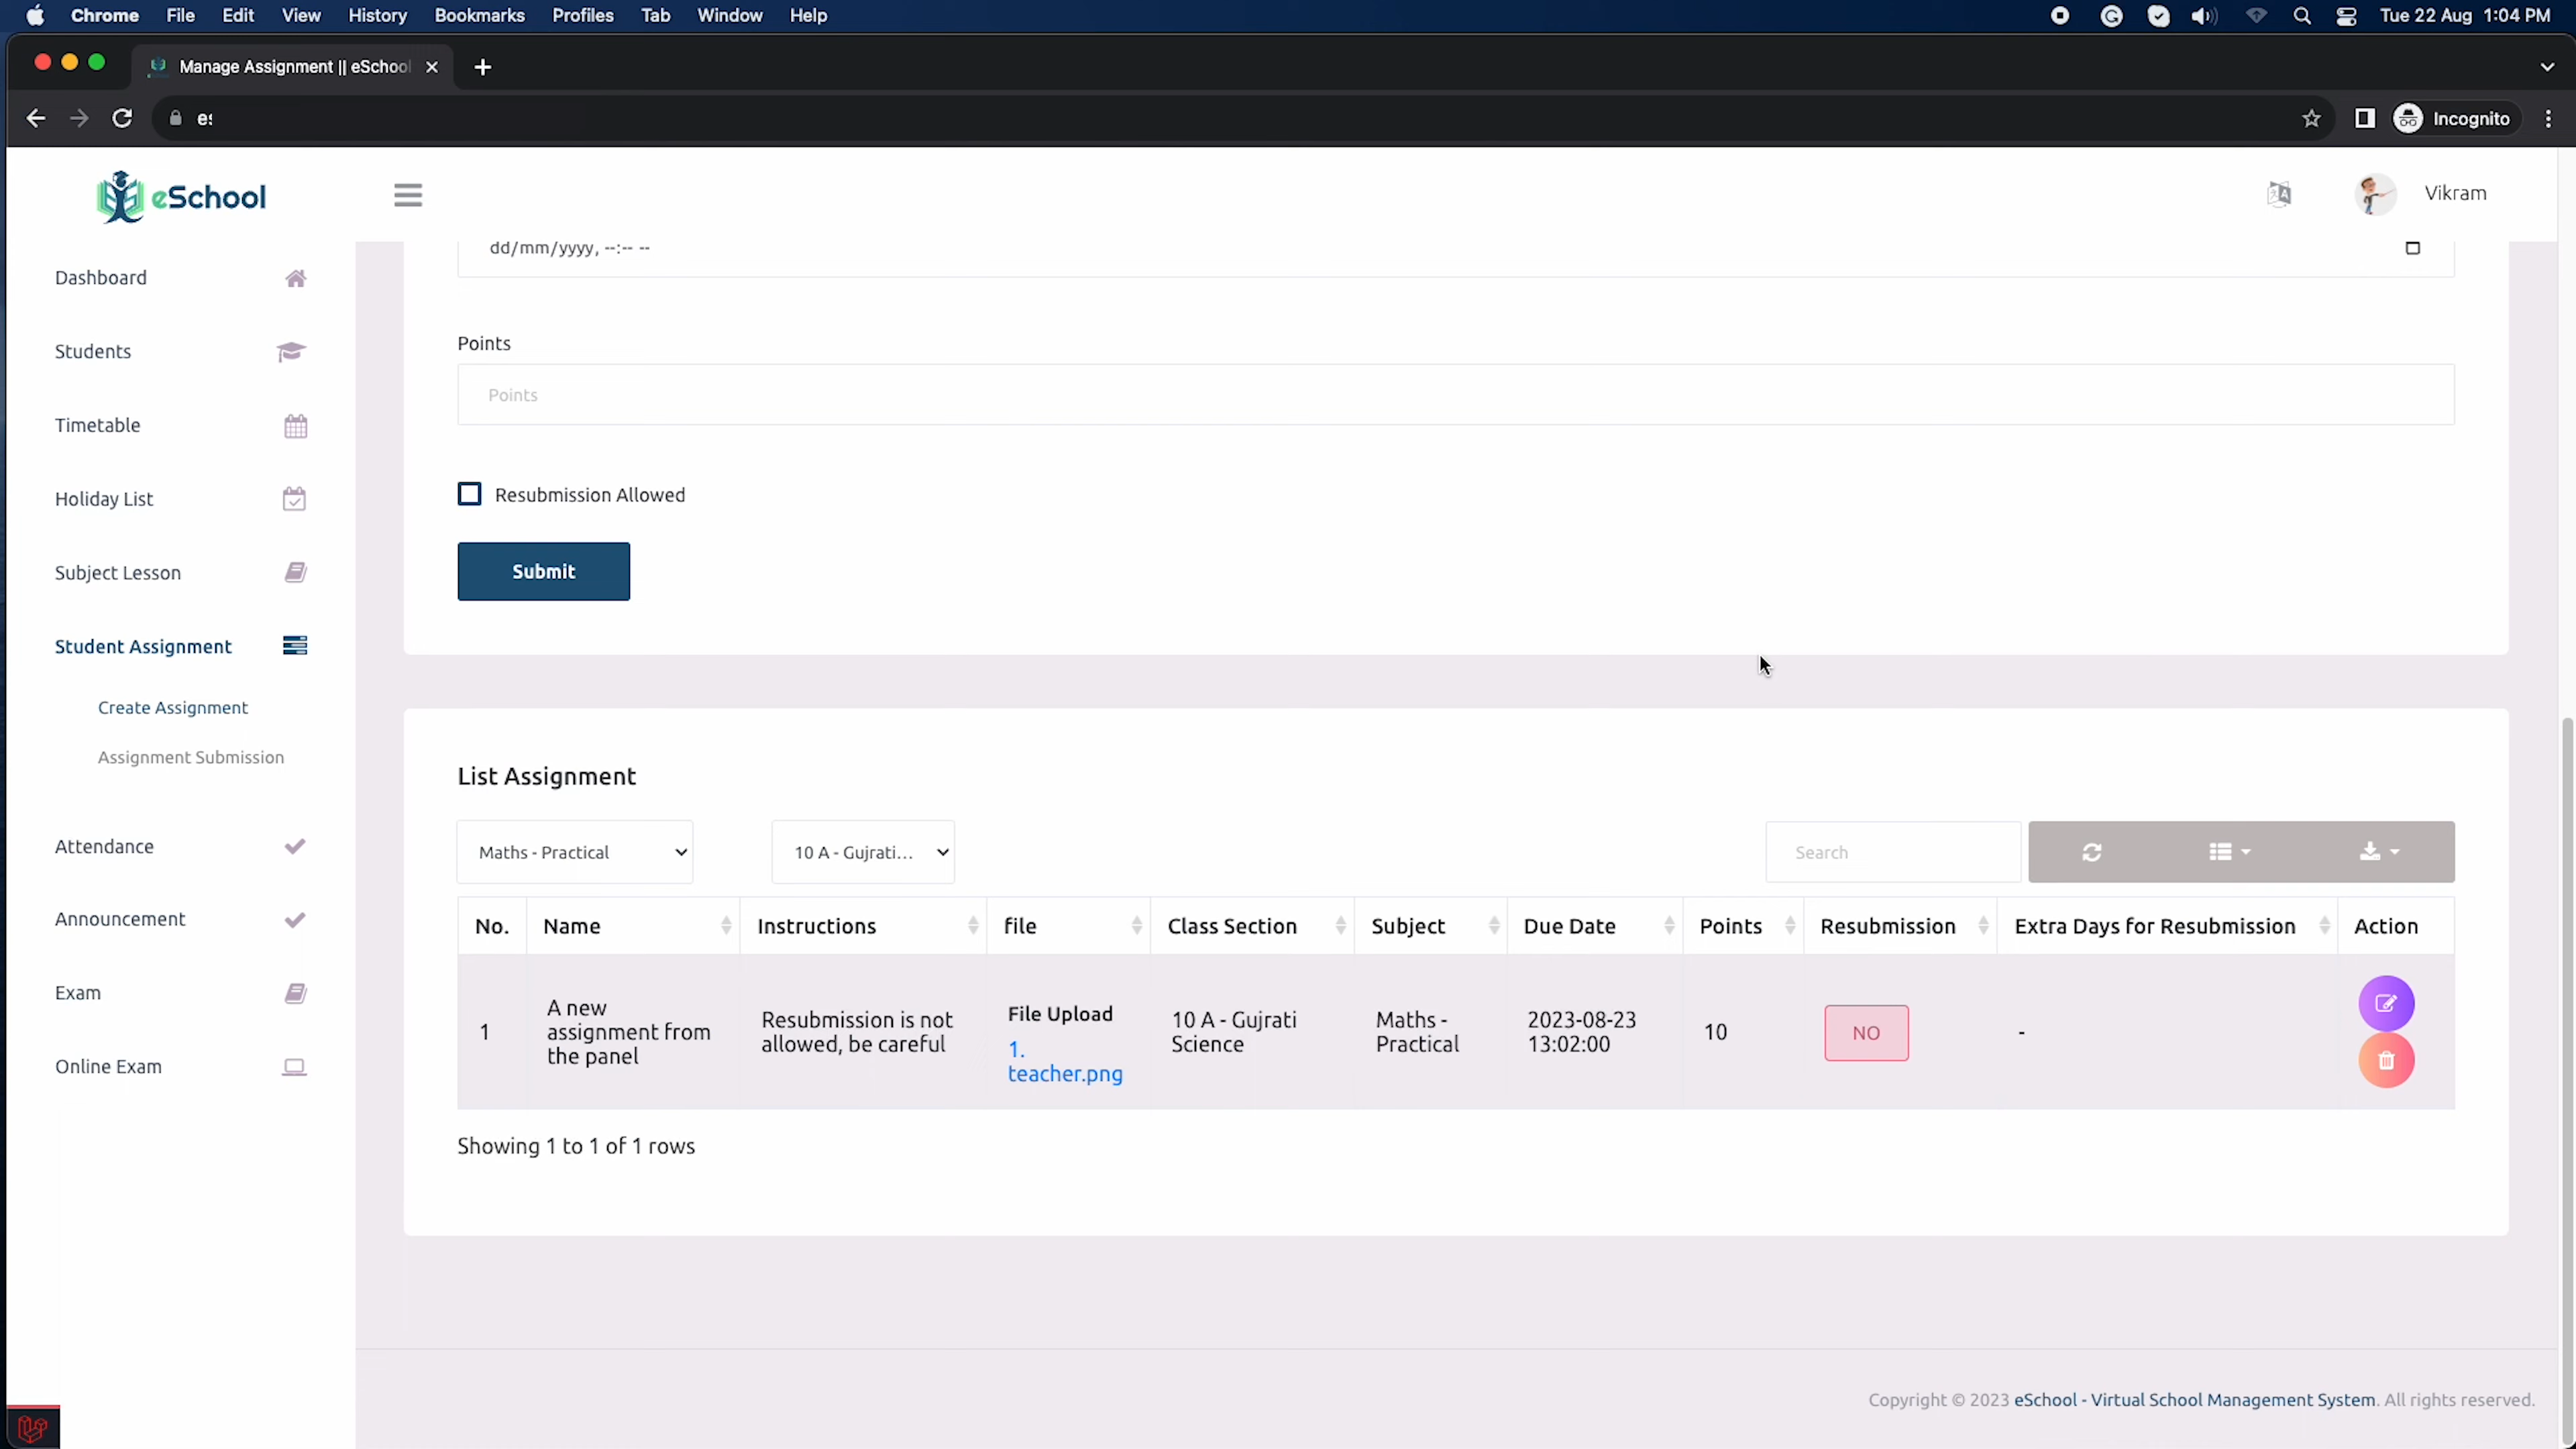 Chrome File Edit View History Bookmarks Profiles Tab Window Help Tue 22 Aug 1:04 PM
Manage Assignment || eSchool
Incognito
eSchool
Vikram
Dashboard
Students
Timetable
Holiday List
Subject Lesson
Student Assignment
Create Assignment
Assignment Submission
Attendance
Announcement
Exam
Online Exam
dd/mm/yyyy, --:-- --
Points
Points
Resubmission Allowed
Submit
List Assignment
Maths - Practical 10 A - Gujrati... Search
No. Name Instructions file Class Section Subject Due Date Points Resubmission Extra Days for Resubmission Action
1
A new
assignment from
the panel
Resubmission is not
allowed, be careful
File Upload
1.
teacher.png
10 A - Gujrati
Science
Maths -
Practical
2023-08-23
13:02:00
10
NO
-
Showing 1 to 1 of 1 rows
Copyright © 2023 eSchool - Virtual School Management System. All rights reserved.